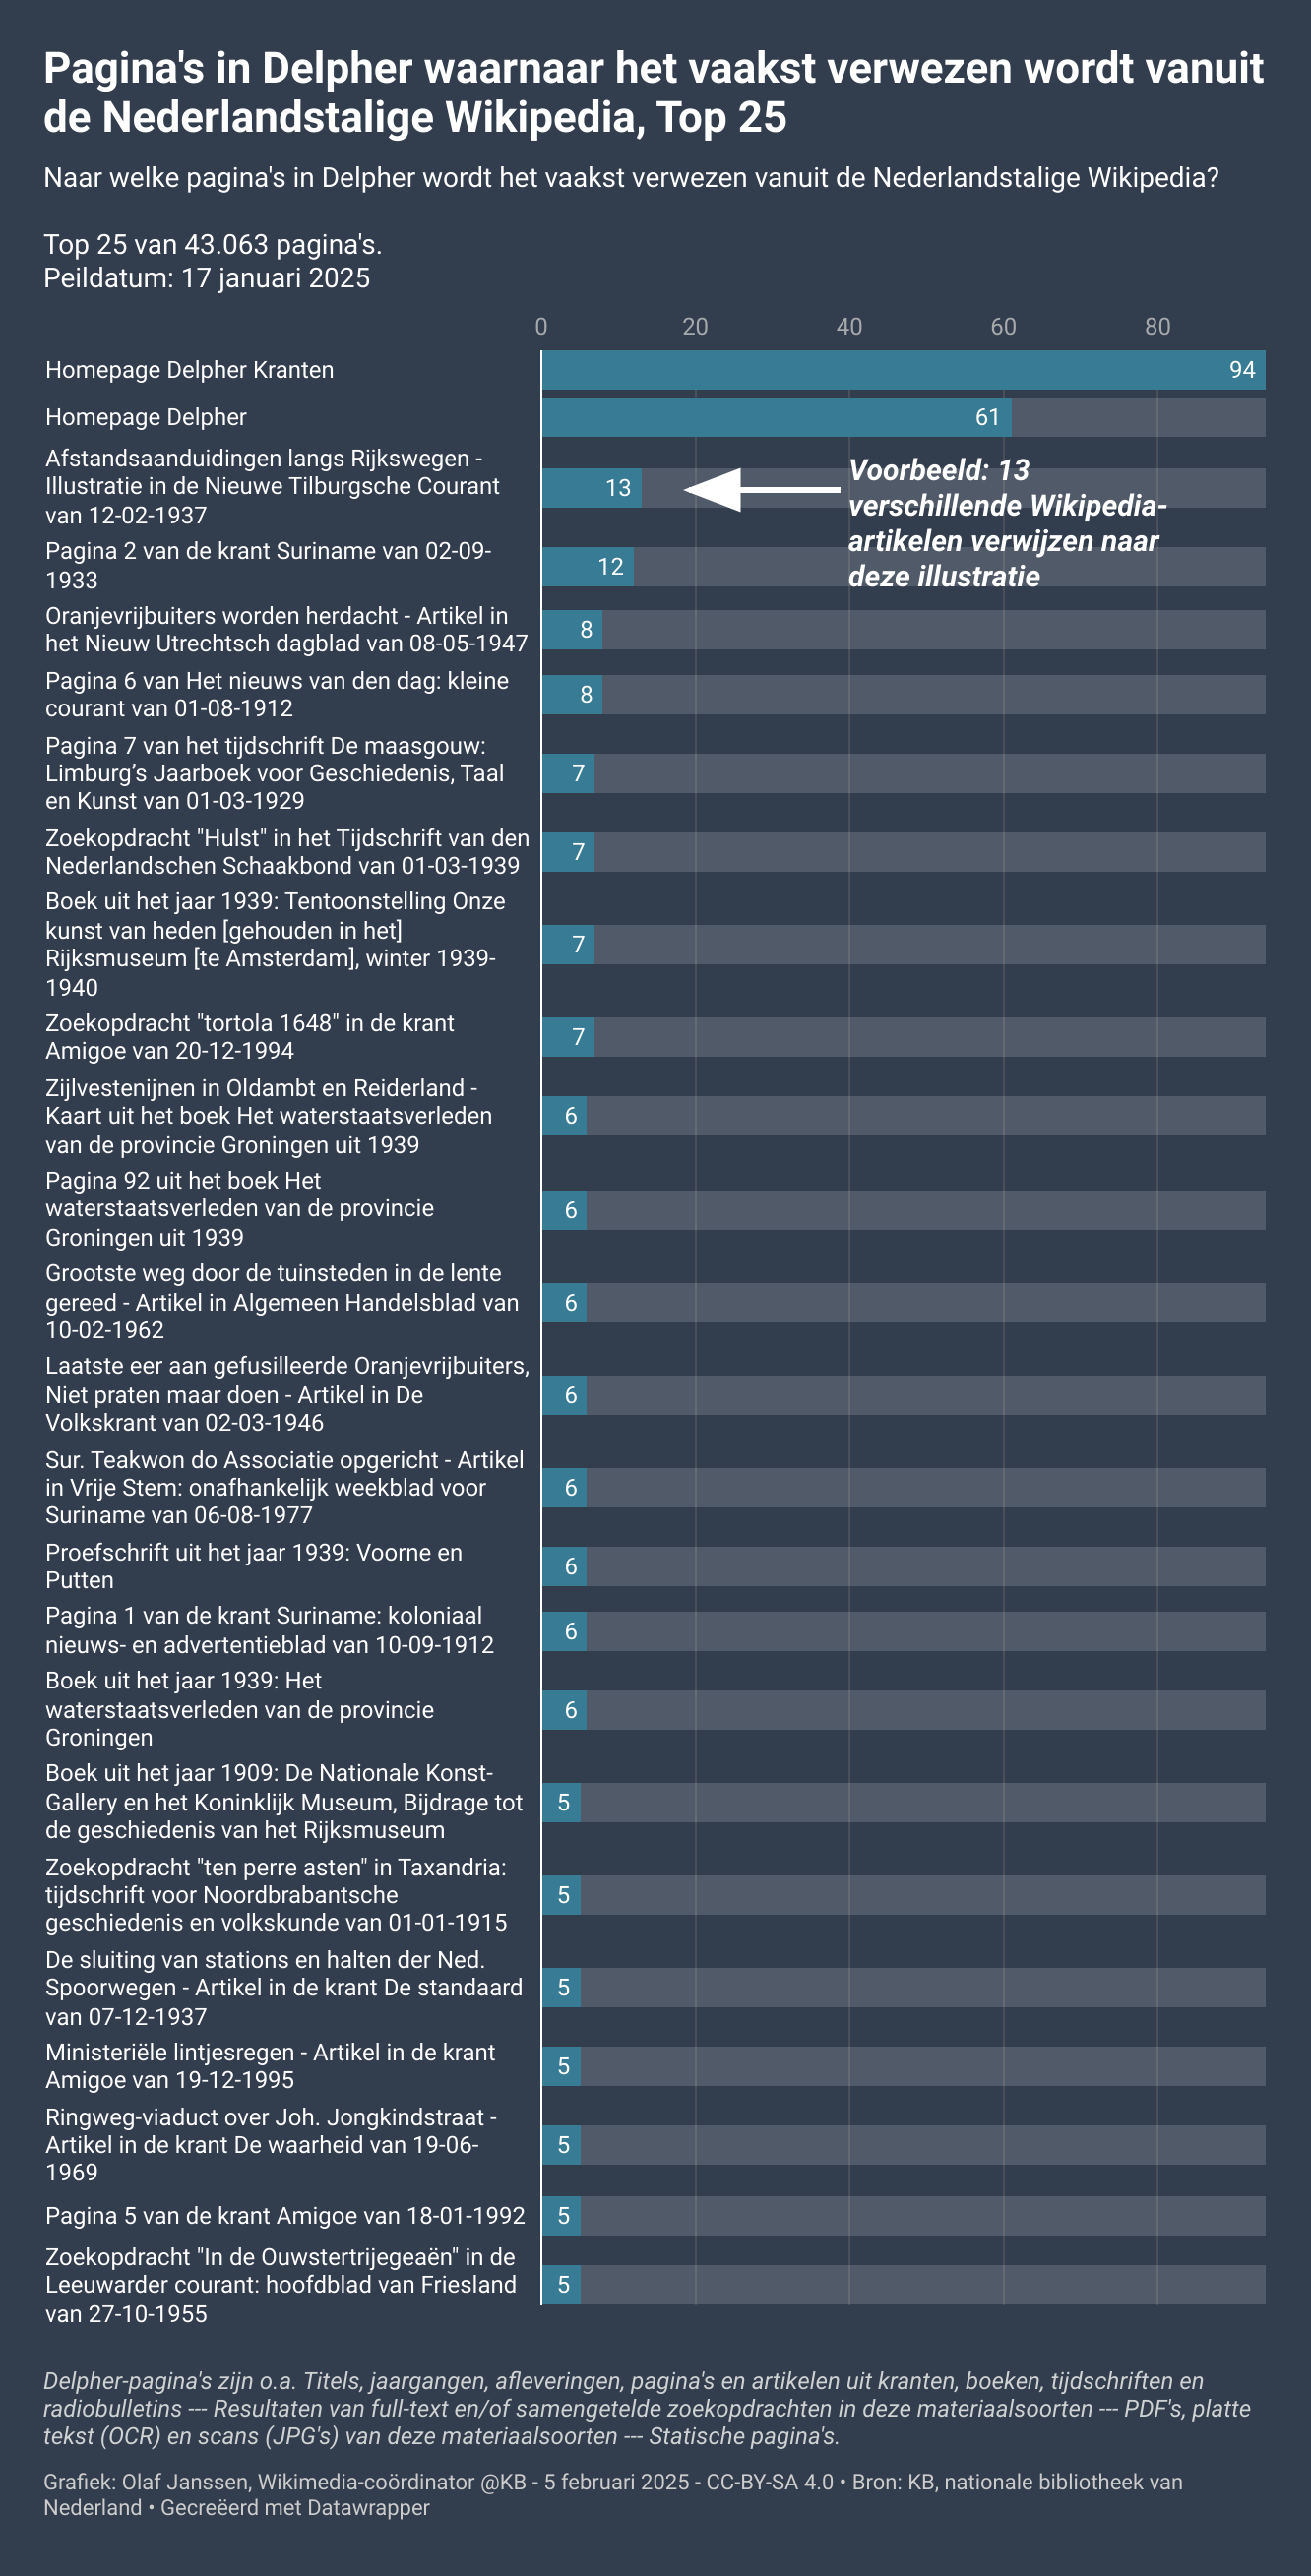 Pagina's in Delpher waarnaar het vaakst verwezen wordt vanuit
de Nederlandstalige Wikipedia, Top 25
Naar welke pagina's in Delpher wordt het vaakst verwezen vanuit de Nederlandstalige Wikipedia?
Top 25 van 43.063 pagina's.
Peildatum: 17 januari 2025
0 20 40 60 80
Homepage Delpher Kranten 94
Homepage Delpher 61
Afstandsaanduidingen langs Rijkswegen -
Illustratie in de Nieuwe Tilburgsche Courant
van 12-02-1937
13
Voorbeeld: 13
verschillende Wikipedia-
artikelen verwijzen naar
deze illustratie
Pagina 2 van de krant Suriname van 02-09-
1933
12
Oranjevrijbuiters worden herdacht - Artikel in
het Nieuw Utrechtsch dagblad van 08-05-1947
8
Pagina 6 van Het nieuws van den dag: kleine
courant van 01-08-1912
8
Pagina 7 van het tijdschrift De maasgouw:
Limburg’s Jaarboek voor Geschiedenis, Taal
en Kunst van 01-03-1929
7
Zoekopdracht "Hulst" in het Tijdschrift van den
Nederlandschen Schaakbond van 01-03-1939
7
Boek uit het jaar 1939: Tentoonstelling Onze
kunst van heden [gehouden in het]
Rijksmuseum [te Amsterdam], winter 1939-
1940
7
Zoekopdracht "tortola 1648" in de krant
Amigoe van 20-12-1994
7
Zijlvestenijnen in Oldambt en Reiderland -
Kaart uit het boek Het waterstaatsverleden
van de provincie Groningen uit 1939
6
Pagina 92 uit het boek Het
waterstaatsverleden van de provincie
Groningen uit 1939
6
Grootste weg door de tuinsteden in de lente
gereed - Artikel in Algemeen Handelsblad van
10-02-1962
6
Laatste eer aan gefusilleerde Oranjevrijbuiters,
Niet praten maar doen - Artikel in De
Volkskrant van 02-03-1946
6
Sur. Teakwon do Associatie opgericht - Artikel
in Vrije Stem: onafhankelijk weekblad voor
Suriname van 06-08-1977
6
Proefschrift uit het jaar 1939: Voorne en
Putten
6
Pagina 1 van de krant Suriname: koloniaal
nieuws- en advertentieblad van 10-09-1912
6
Boek uit het jaar 1939: Het
waterstaatsverleden van de provincie
Groningen
6
Boek uit het jaar 1909: De Nationale Konst-
Gallery en het Koninklijk Museum, Bijdrage tot
de geschiedenis van het Rijksmuseum
5
Zoekopdracht "ten perre asten" in Taxandria:
tijdschrift voor Noordbrabantsche
geschiedenis en volkskunde van 01-01-1915
5
De sluiting van stations en halten der Ned.
Spoorwegen - Artikel in de krant De standaard
van 07-12-1937
5
Ministeriële lintjesregen - Artikel in de krant
Amigoe van 19-12-1995
5
Ringweg-viaduct over Joh. Jongkindstraat -
Artikel in de krant De waarheid van 19-06-
1969
5
Pagina 5 van de krant Amigoe van 18-01-1992 5
Zoekopdracht "In de Ouwstertrijegeaën" in de
Leeuwarder courant: hoofdblad van Friesland
van 27-10-1955
5
Delpher-pagina's zijn o.a. Titels, jaargangen, afleveringen, pagina's en artikelen uit kranten, boeken, tijdschriften en
radiobulletins --- Resultaten van full-text en/of samengetelde zoekopdrachten in deze materiaalsoorten --- PDF's, platte
tekst (OCR) en scans (JPG's) van deze materiaalsoorten --- Statische pagina's.
Grafiek: Olaf Janssen, Wikimedia-coördinator @KB - 5 februari 2025 - CC-BY-SA 4.0 • Bron: KB, nationale bibliotheek van
Nederland • Gecreëerd met Datawrapper